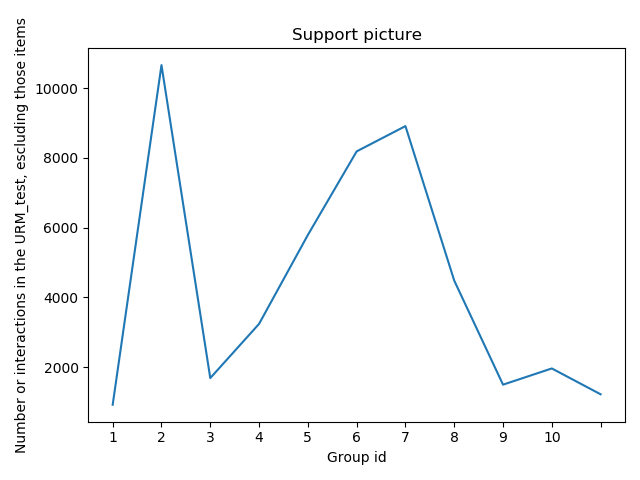 Support picture
Number or interactions in the URM_test, escluding those items
10000
8000
6000
4000
2000
1 2 3 4 5 6 7 8 9 10
Group id